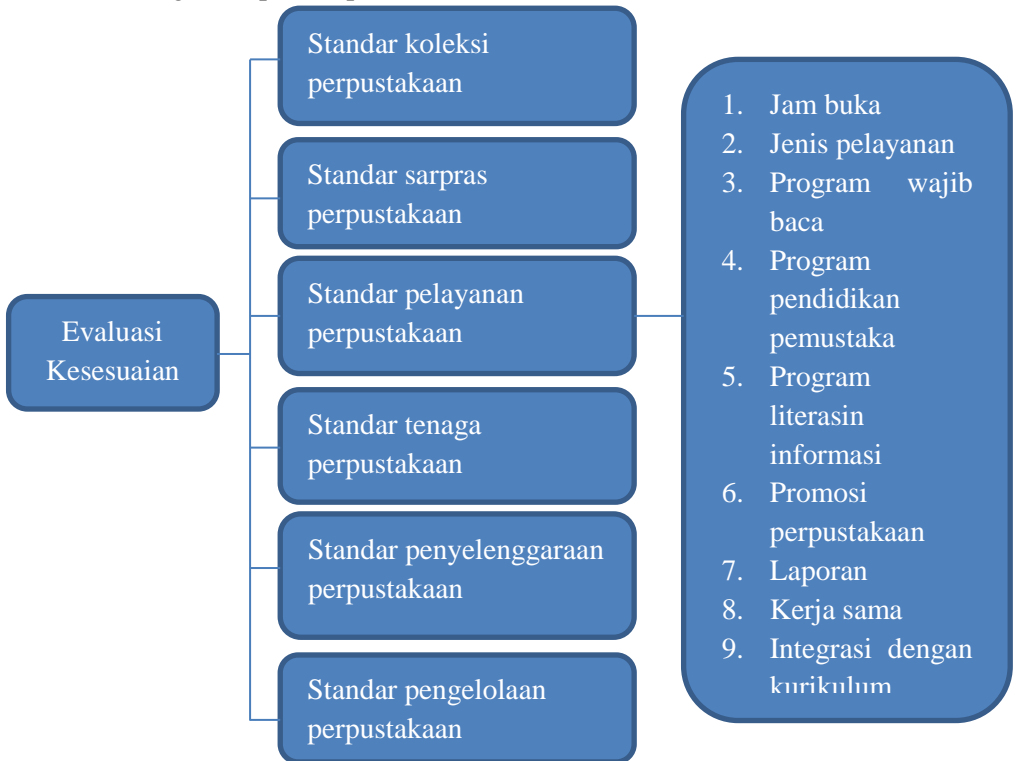 Standar koleksi
perpustakaan
Standar sarpras
perpustakaan
Standar pelayanan
perpustakaan
Evaluasi
Kesesuaian
Standar tenaga
perpustakaan
Standar penyelenggaraan
perpustakaan
Standar pengelolaan
perpustakaan
1. Jam buka
2. Jenis pelayanan
3. Program wajib
baca
4. Program
pendidikan
pemustaka
5. Program
literasin
informasi
6. Promosi
perpustakaan
7. Laporan
8. Kerja sama
9. Integrasi dengan
kurikulum